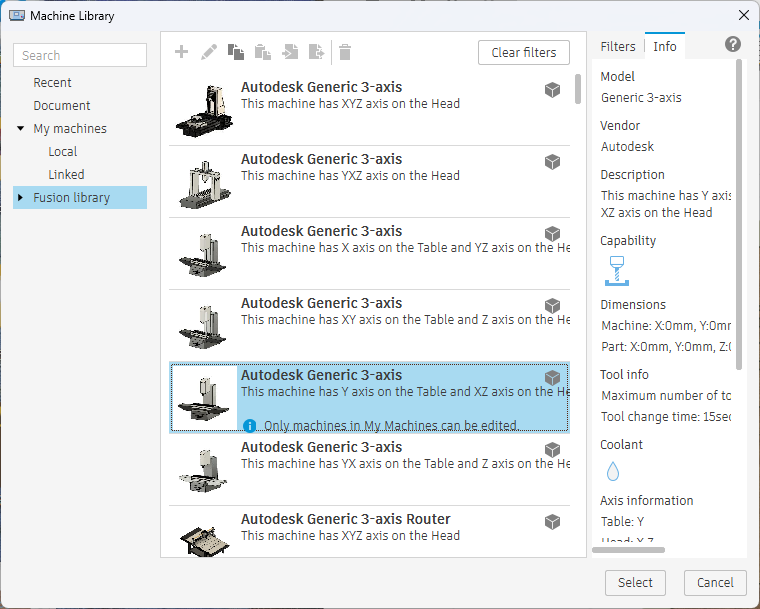 Machine Library
Search
Recent
Document
My machines
Local
Linked
Fusion library
Clear filters
Autodesk Generic 3-axis
This machine has XYZ axis on the Head
Autodesk Generic 3-axis
This machine has YXZ axis on the Head
Autodesk Generic 3-axis
This machine has X axis on the Table and YZ axis on the He
Autodesk Generic 3-axis
This machine has XY axis on the Table and Z axis on the He
Autodesk Generic 3-axis
This machine has Y axis on the Table and XZ axis on the He
Only machines in My Machines can be edited.
Autodesk Generic 3-axis
This machine has YX axis on the Table and Z axis on the He
Autodesk Generic 3-axis Router
This machine has XYZ axis on the Head
Filters
Info
Model
Generic 3-axis
Vendor
Autodesk
Description
This machine has Y axis
XZ axis on the Head
Capability
Dimensions
Machine: X:0mm, Y:0mm
Part: X:0mm, Y:0mm, Z:0
Tool info
Maximum number of to
Tool change time: 15sec
Coolant
Axis information
Table: Y
Head: X Z
Select
Cancel